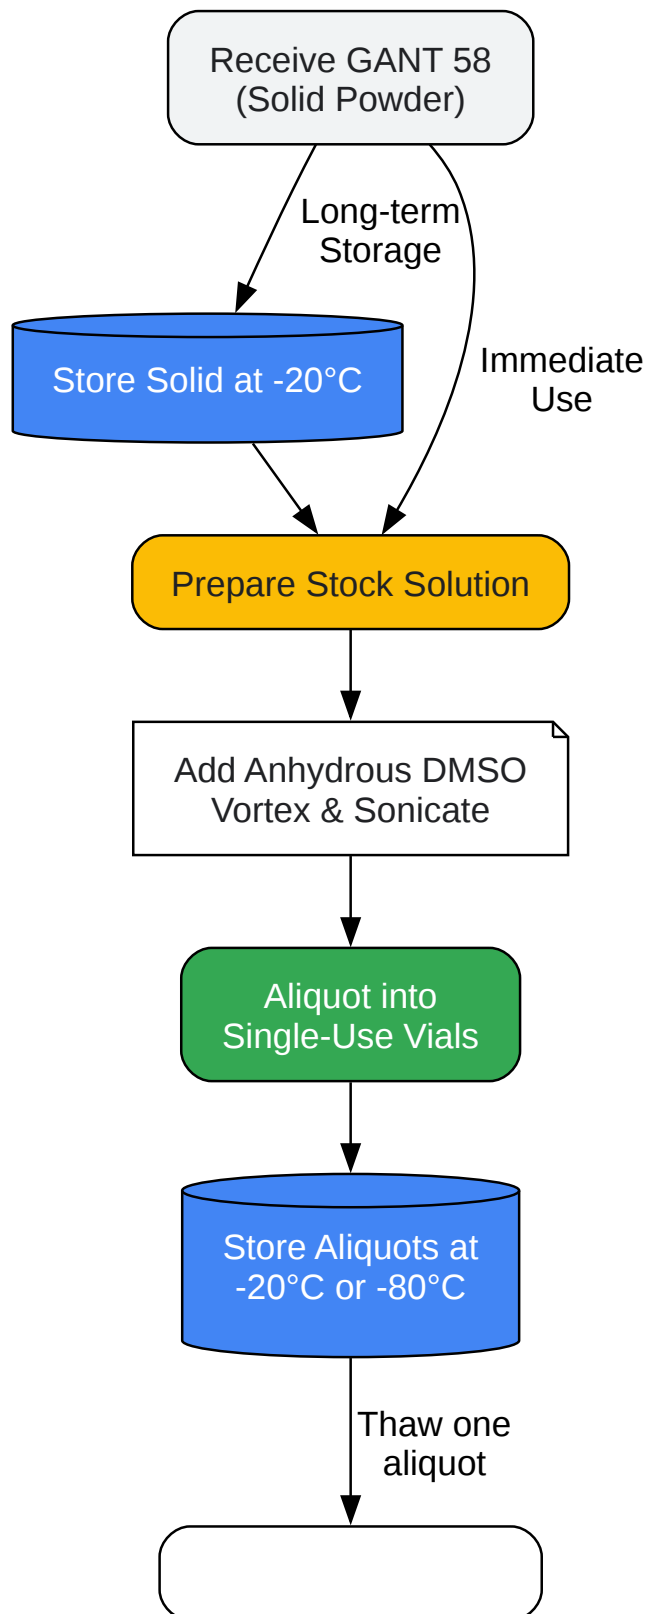 Receive GANT 58
(Solid Powder)
Long-term
Storage
Immediate
Use
Store Solid at -20°C
Prepare Stock Solution
Add Anhydrous DMSO
Vortex & Sonicate
Aliquot into
Single-Use Vials
Store Aliquots at
-20°C or -80°C
Thaw one
aliquot